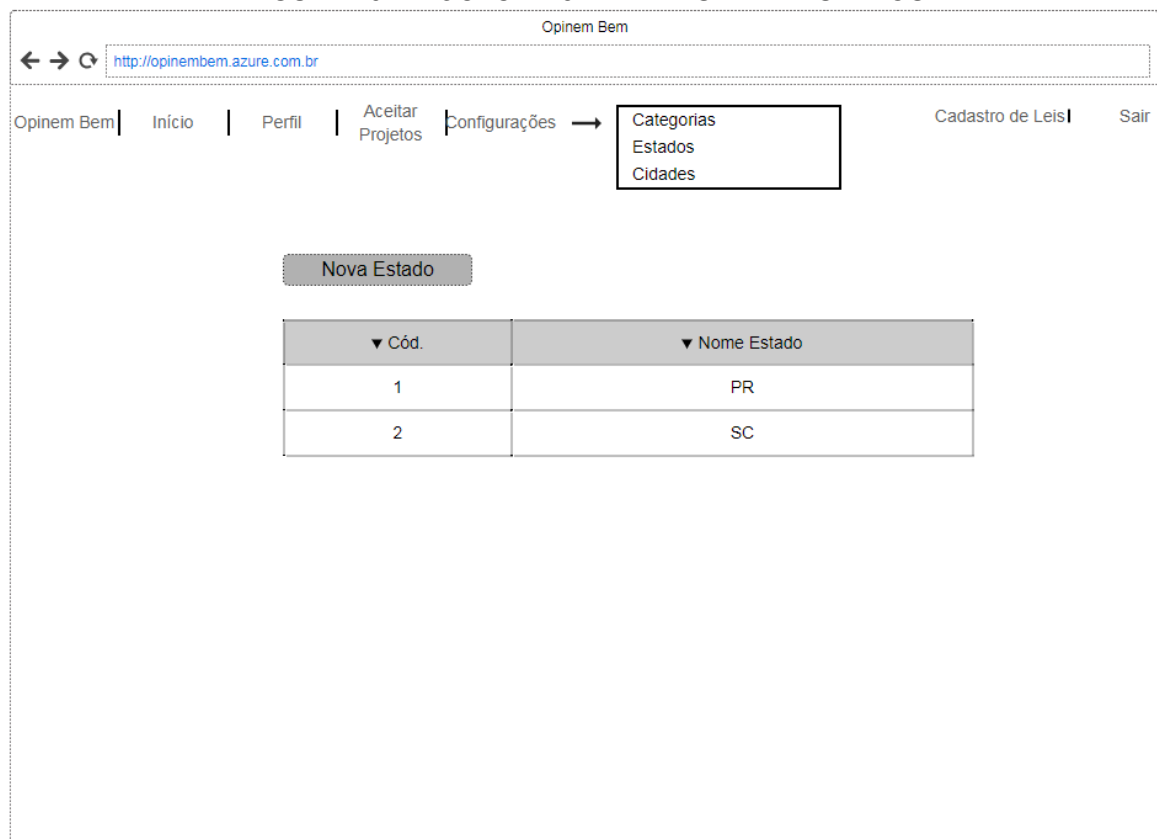 Opinem Bem
http://opinembem.azure.com.br
Opinem Bem Início Perfil Aceitar Projetos Configurações Categorias Cadastro de Leis Sair
Estados
Cidades
Nova Estado
▼ Cód. ▼ Nome Estado
1 PR
2 SC